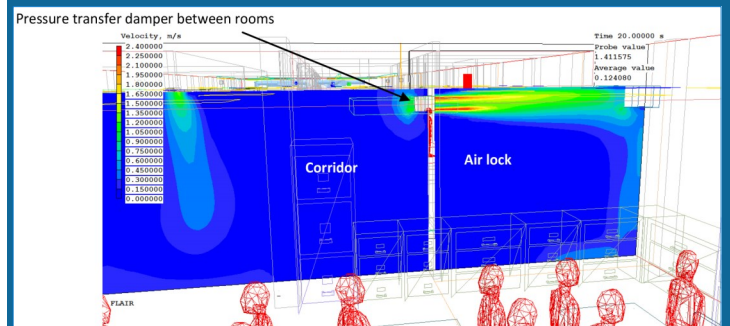 Pressure transfer damper between rooms
Velocity, m/s
2.400000
2.250000
2.100000
1.950000
1.800000
1.650000
1.500000
1.350000
1.200000
1.050000
0.900000
0.750000
0.600000
0.450000
0.300000
0.150000
0.000000
Time 20.00000 s
Probe value
1.411575
Average value
0.124080
Corridor
Air lock
FLAIR